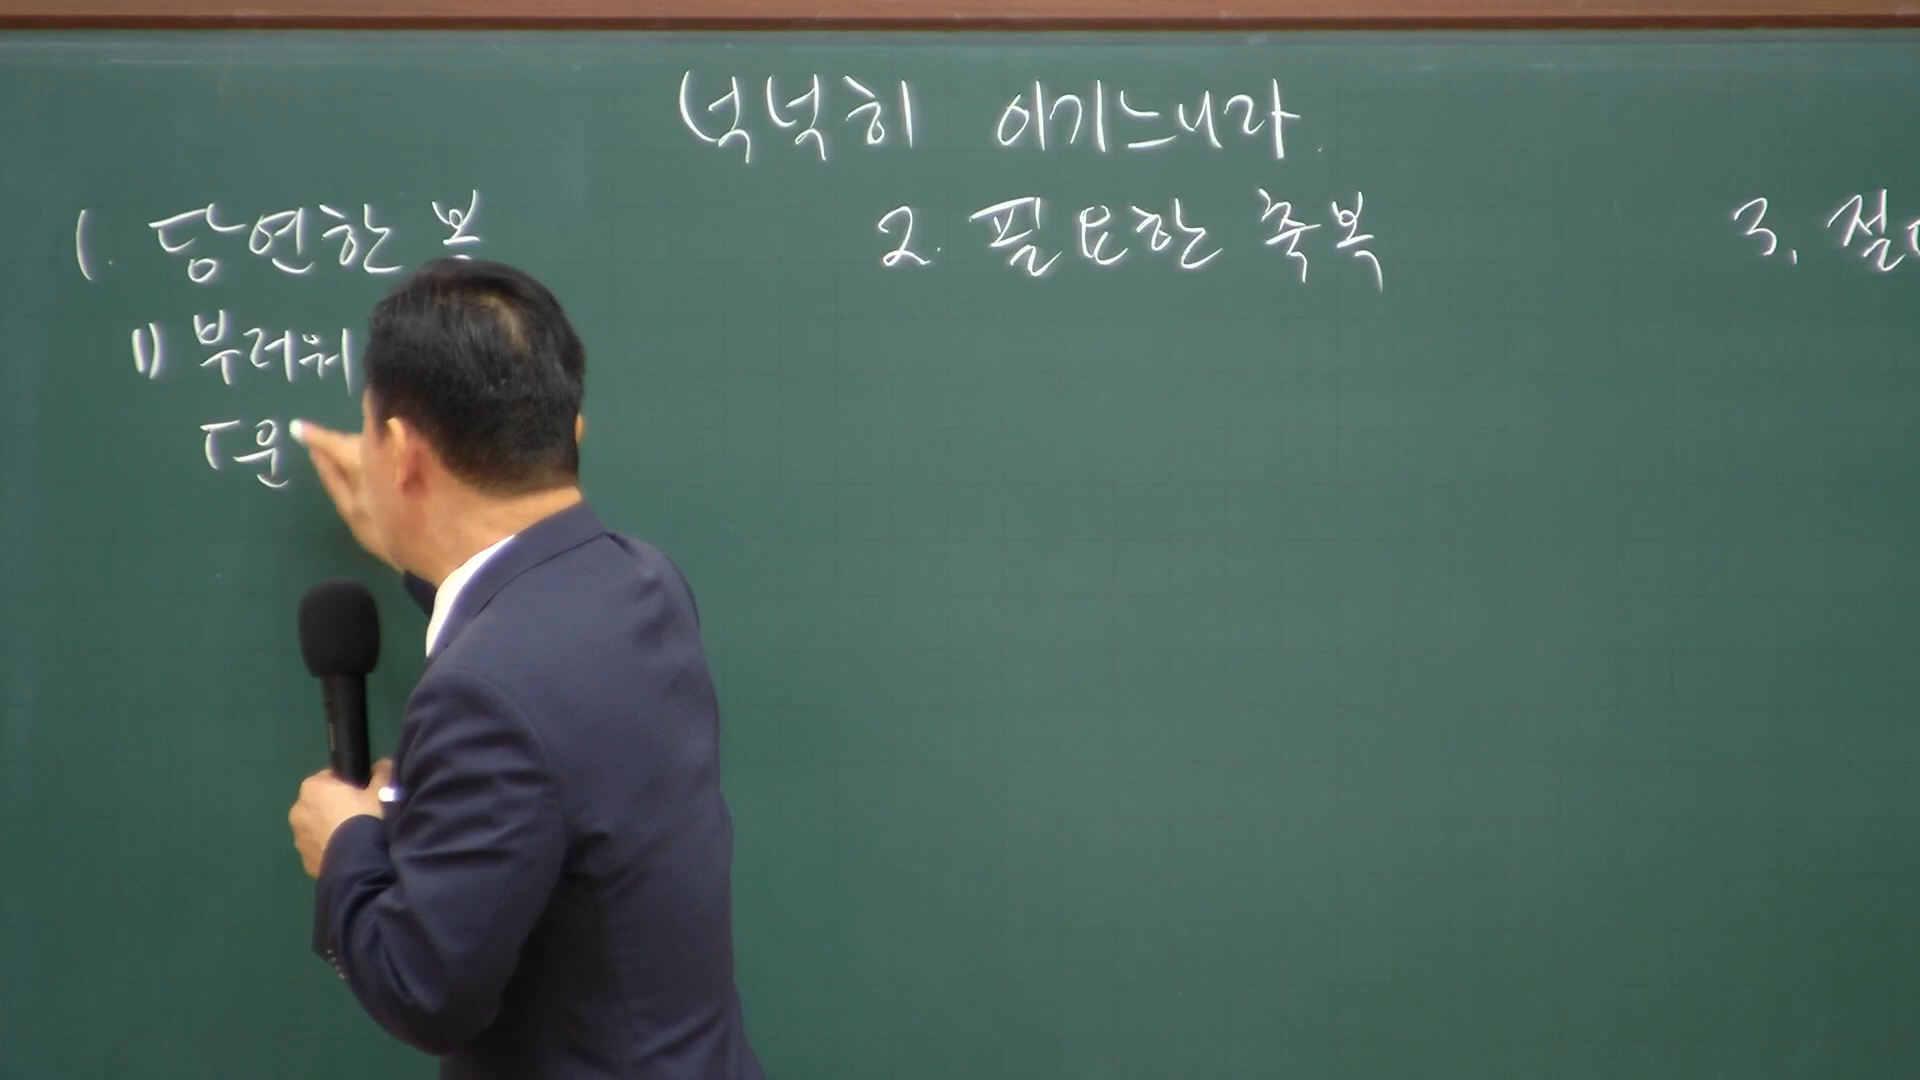 넉넉히 이기느니라.
1. 당연한 복
2. 필요한 축복
3. 절
1) 부러워